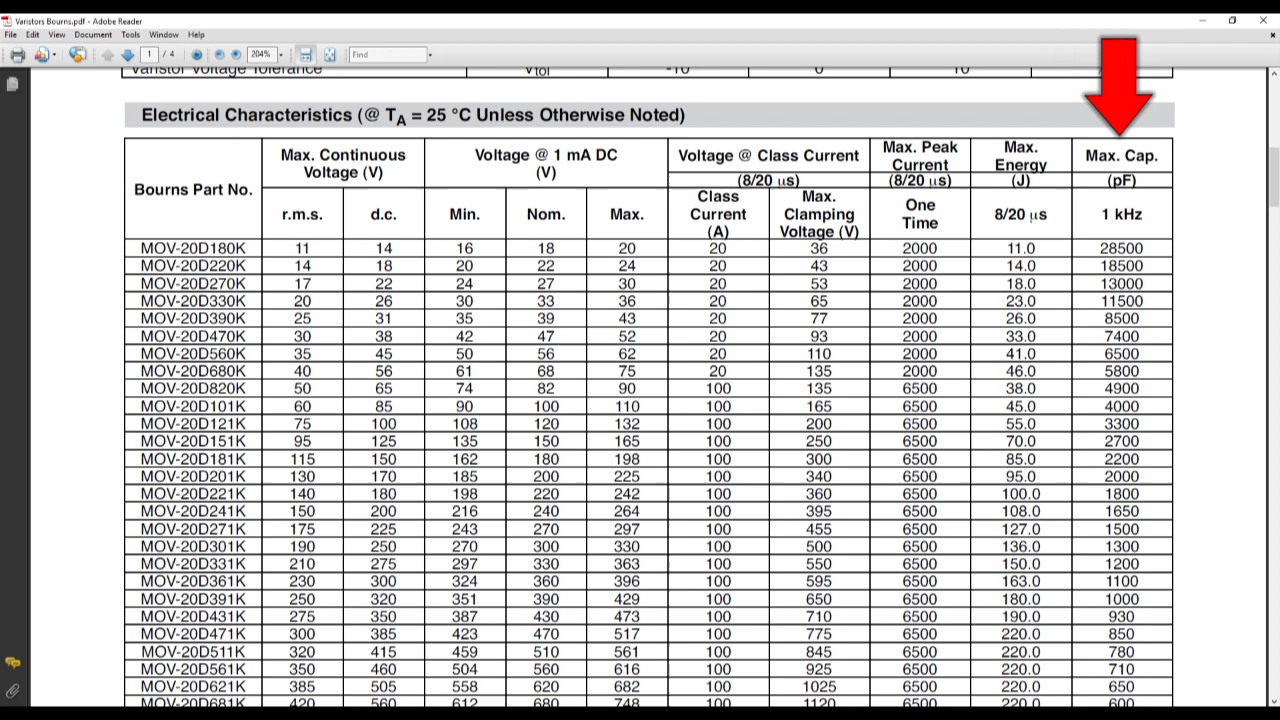 Varistors Bourns.pdf - Adobe Reader
File Edit View Document Tools Window Help
1 / 4 204% Find
Varistor Voltage Tolerance Vtol -10 0 10
Electrical Characteristics (@ TA = 25 °C Unless Otherwise Noted)
Bourns Part No. Max. Continuous Voltage (V) Voltage @ 1 mA DC (V) Voltage @ Class Current (8/20 µs) Max. Peak Current (8/20 µs) Max. Energy (J) Max. Cap. (pF)
r.m.s. d.c. Min. Nom. Max. Class Current (A) Max. Clamping Voltage (V) One Time 8/20 µs 1 kHz
MOV-20D180K 11 14 16 18 20 20 36 2000 11.0 28500
MOV-20D220K 14 18 20 22 24 20 43 2000 14.0 18500
MOV-20D270K 17 22 24 27 30 20 53 2000 18.0 13000
MOV-20D330K 20 26 30 33 36 20 65 2000 23.0 11500
MOV-20D390K 25 31 35 39 43 20 77 2000 26.0 8500
MOV-20D470K 30 38 42 47 52 20 93 2000 33.0 7400
MOV-20D560K 35 45 50 56 62 20 110 2000 41.0 6500
MOV-20D680K 40 56 61 68 75 20 135 2000 46.0 5800
MOV-20D820K 50 65 74 82 90 100 135 6500 38.0 4900
MOV-20D101K 60 85 90 100 110 100 165 6500 45.0 4000
MOV-20D121K 75 100 108 120 132 100 200 6500 55.0 3300
MOV-20D151K 95 125 135 150 165 100 250 6500 70.0 2700
MOV-20D181K 115 150 162 180 198 100 300 6500 85.0 2200
MOV-20D201K 130 170 185 200 225 100 340 6500 95.0 2000
MOV-20D221K 140 180 198 220 242 100 360 6500 100.0 1800
MOV-20D241K 150 200 216 240 264 100 395 6500 108.0 1650
MOV-20D271K 175 225 243 270 297 100 455 6500 127.0 1500
MOV-20D301K 190 250 270 300 330 100 500 6500 136.0 1300
MOV-20D331K 210 275 297 330 363 100 550 6500 150.0 1200
MOV-20D361K 230 300 324 360 396 100 595 6500 163.0 1100
MOV-20D391K 250 320 351 390 429 100 650 6500 180.0 1000
MOV-20D431K 275 350 387 430 473 100 710 6500 190.0 930
MOV-20D471K 300 385 423 470 517 100 775 6500 220.0 850
MOV-20D511K 320 415 459 510 561 100 845 6500 220.0 780
MOV-20D561K 350 460 504 560 616 100 925 6500 220.0 710
MOV-20D621K 385 505 558 620 682 100 1025 6500 220.0 650
MOV-20D681K 420 560 612 680 748 100 1120 6500 220.0 600